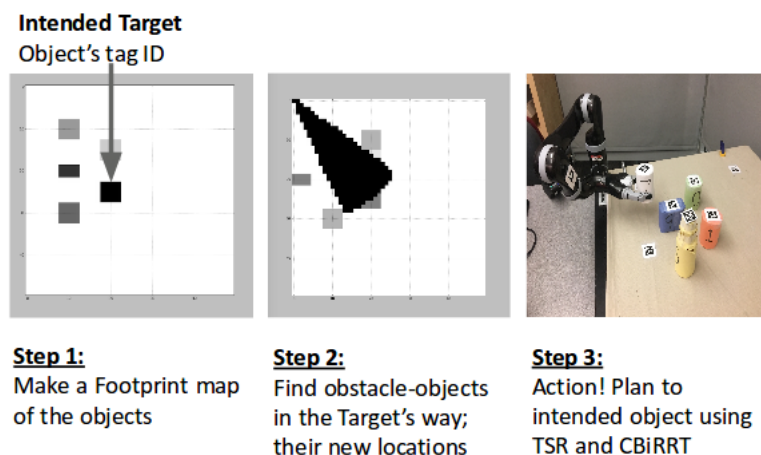 Intended Target
Object's tag ID
Step 1:
Make a Footprint map
of the objects
Step 2:
Find obstacle-objects
in the Target's way;
their new locations
Step 3:
Action! Plan to
intended object using
TSR and CBiRRT